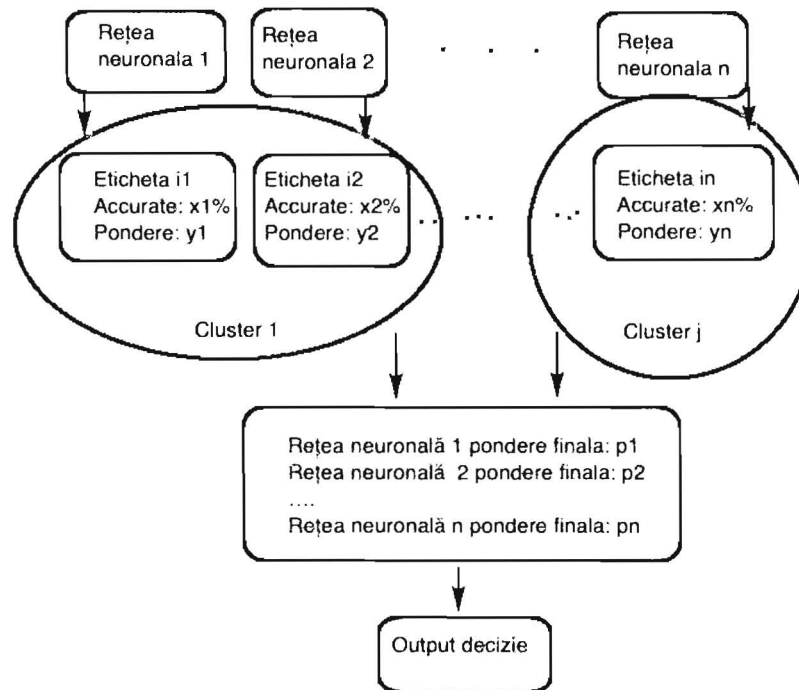 Rețea
neuronala 1
Rețea
neuronala 2
. . .
Rețea
neuronala n
Eticheta i1
Accurate: x1%
Pondere: y1
Eticheta i2
Accurate: x2%
Pondere: y2
Eticheta in
Accurate: xn%
Pondere: yn
Cluster 1
Cluster j
Rețea neuronală 1 pondere finala: p1
Rețea neuronală 2 pondere finala: p2
....
Rețea neuronală n pondere finala: pn
Output decizie